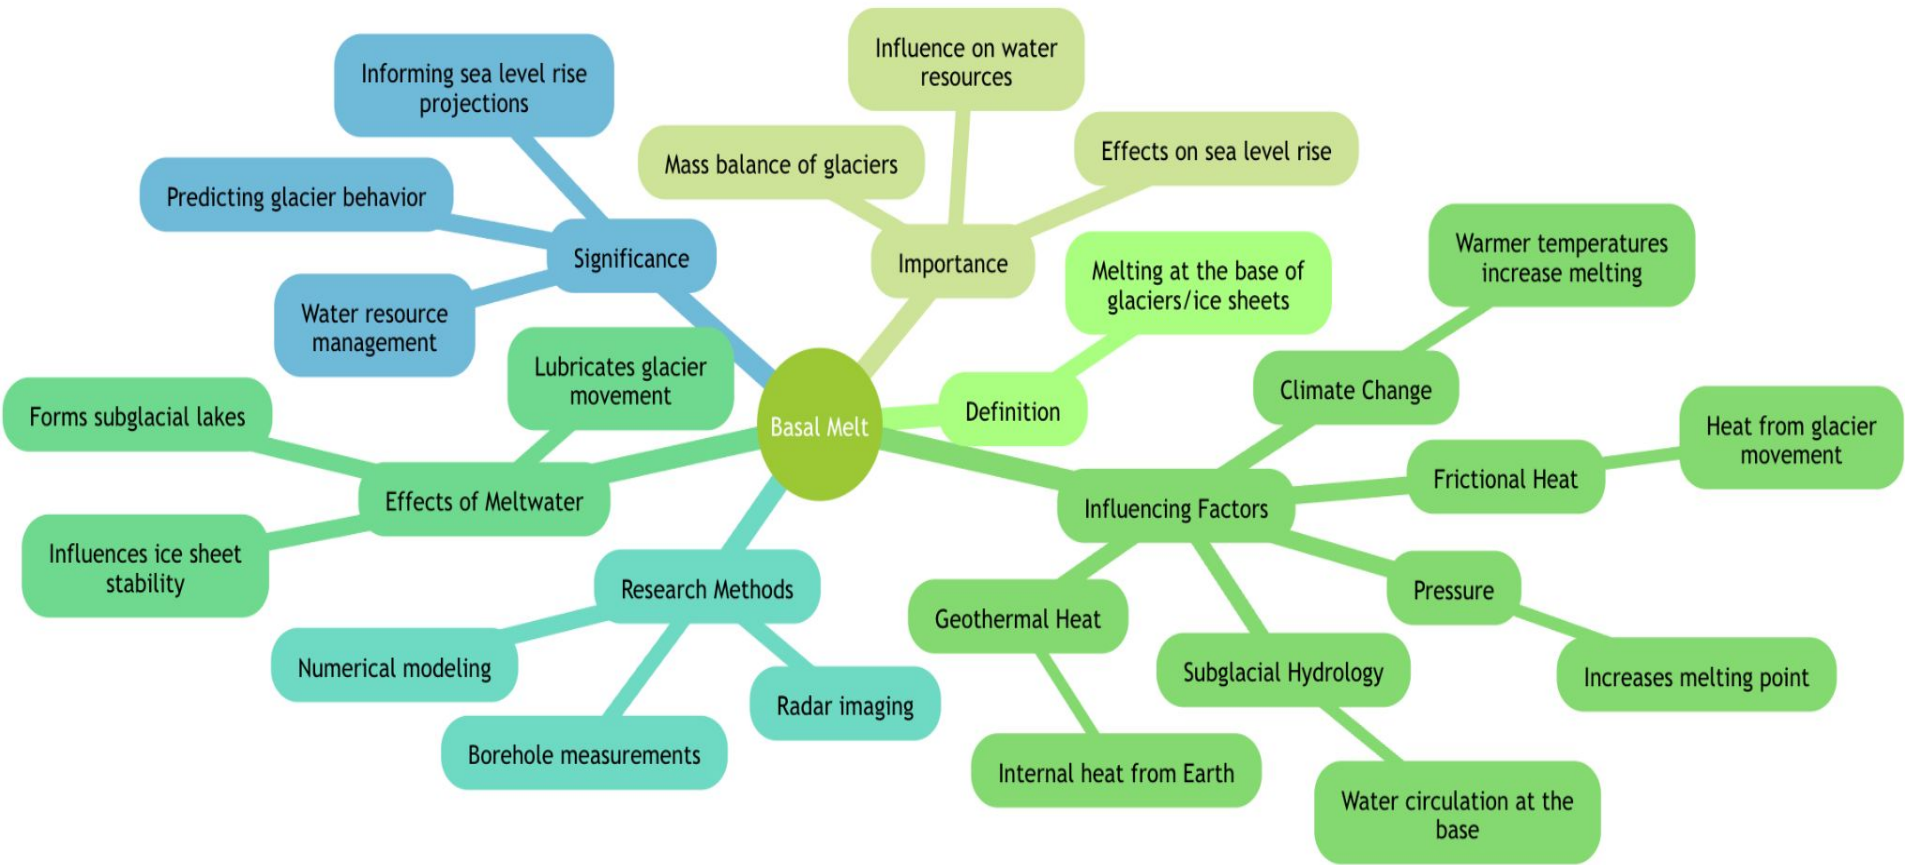 Basal Melt
Definition
Melting at the base of
glaciers/ice sheets
Importance
Mass balance of glaciers
Influence on water
resources
Effects on sea level rise
Significance
Informing sea level rise
projections
Predicting glacier behavior
Water resource
management
Effects of Meltwater
Lubricates glacier
movement
Forms subglacial lakes
Influences ice sheet
stability
Research Methods
Numerical modeling
Borehole measurements
Radar imaging
Influencing Factors
Climate Change
Warmer temperatures
increase melting
Frictional Heat
Heat from glacier
movement
Pressure
Increases melting point
Subglacial Hydrology
Water circulation at the
base
Geothermal Heat
Internal heat from Earth